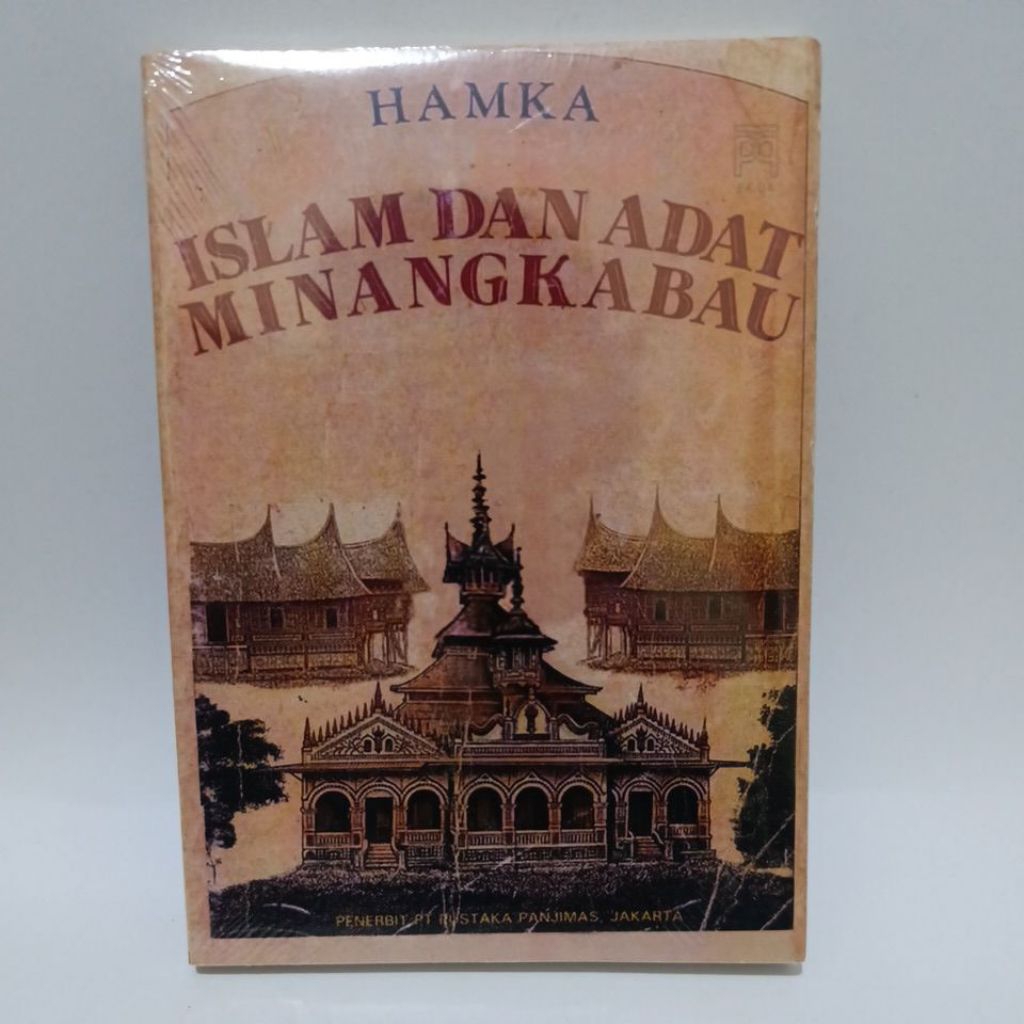 HAMKA
ISLAM DAN ADAT
MINANGKABAU
PENERBIT PT PUSTAKA PANJIMAS, JAKARTA